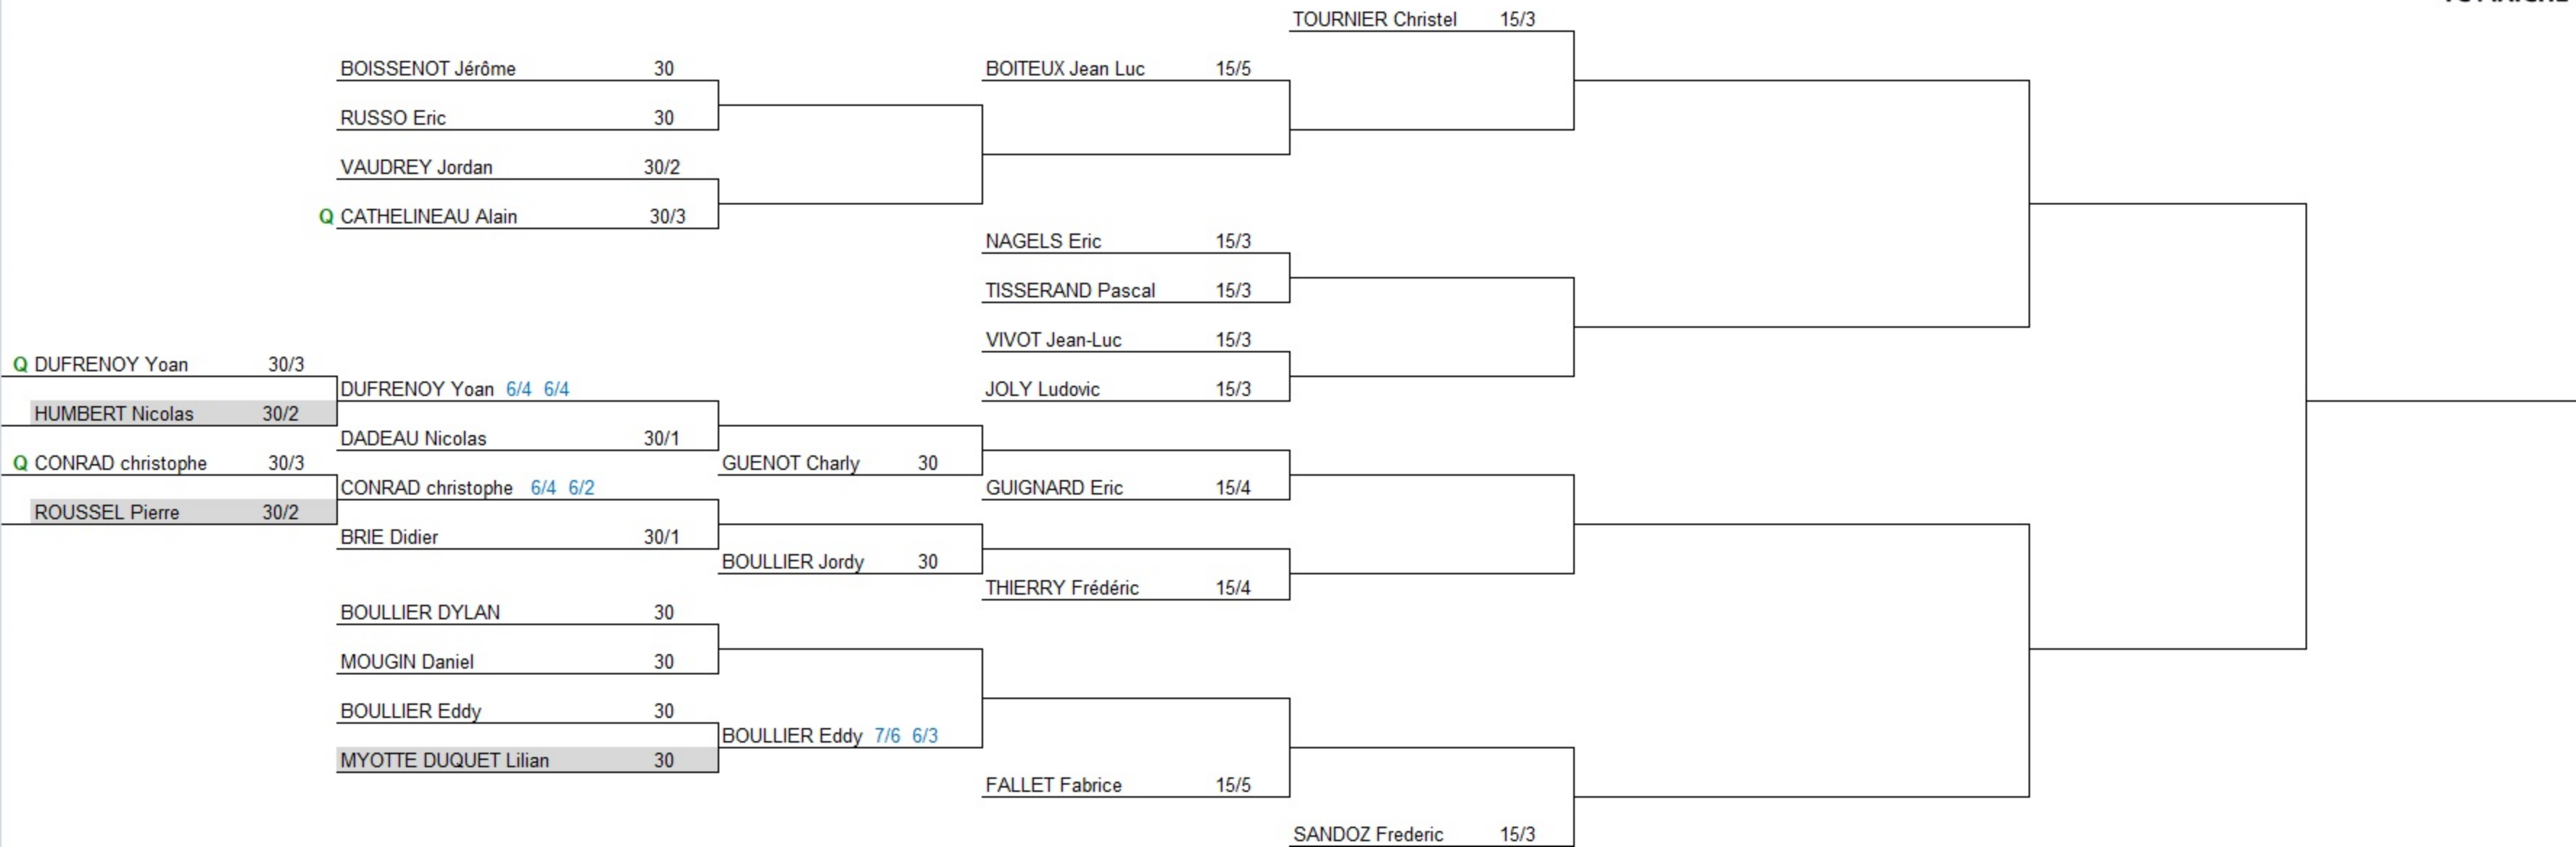 TOURNIER Christel 15/3
BOISSENOT Jérôme 30
BOITEUX Jean Luc 15/5
RUSSO Eric 30
VAUDREY Jordan 30/2
Q CATHELINEAU Alain 30/3
NAGELS Eric 15/3
TISSERAND Pascal 15/3
VIVOT Jean-Luc 15/3
Q DUFRENOY Yoan 30/3
DUFRENOY Yoan 6/4 6/4
JOLY Ludovic 15/3
HUMBERT Nicolas 30/2
DADEAU Nicolas 30/1
Q CONRAD christophe 30/3
GUENOT Charly 30
CONRAD christophe 6/4 6/2
GUIGNARD Eric 15/4
ROUSSEL Pierre 30/2
BRIE Didier 30/1
BOULLIER Jordy 30
THIERRY Frédéric 15/4
BOULLIER DYLAN 30
MOUGIN Daniel 30
BOULLIER Eddy 30
BOULLIER Eddy 7/6 6/3
MYOTTE DUQUET Lilian 30
FALLET Fabrice 15/5
SANDOZ Frederic 15/3